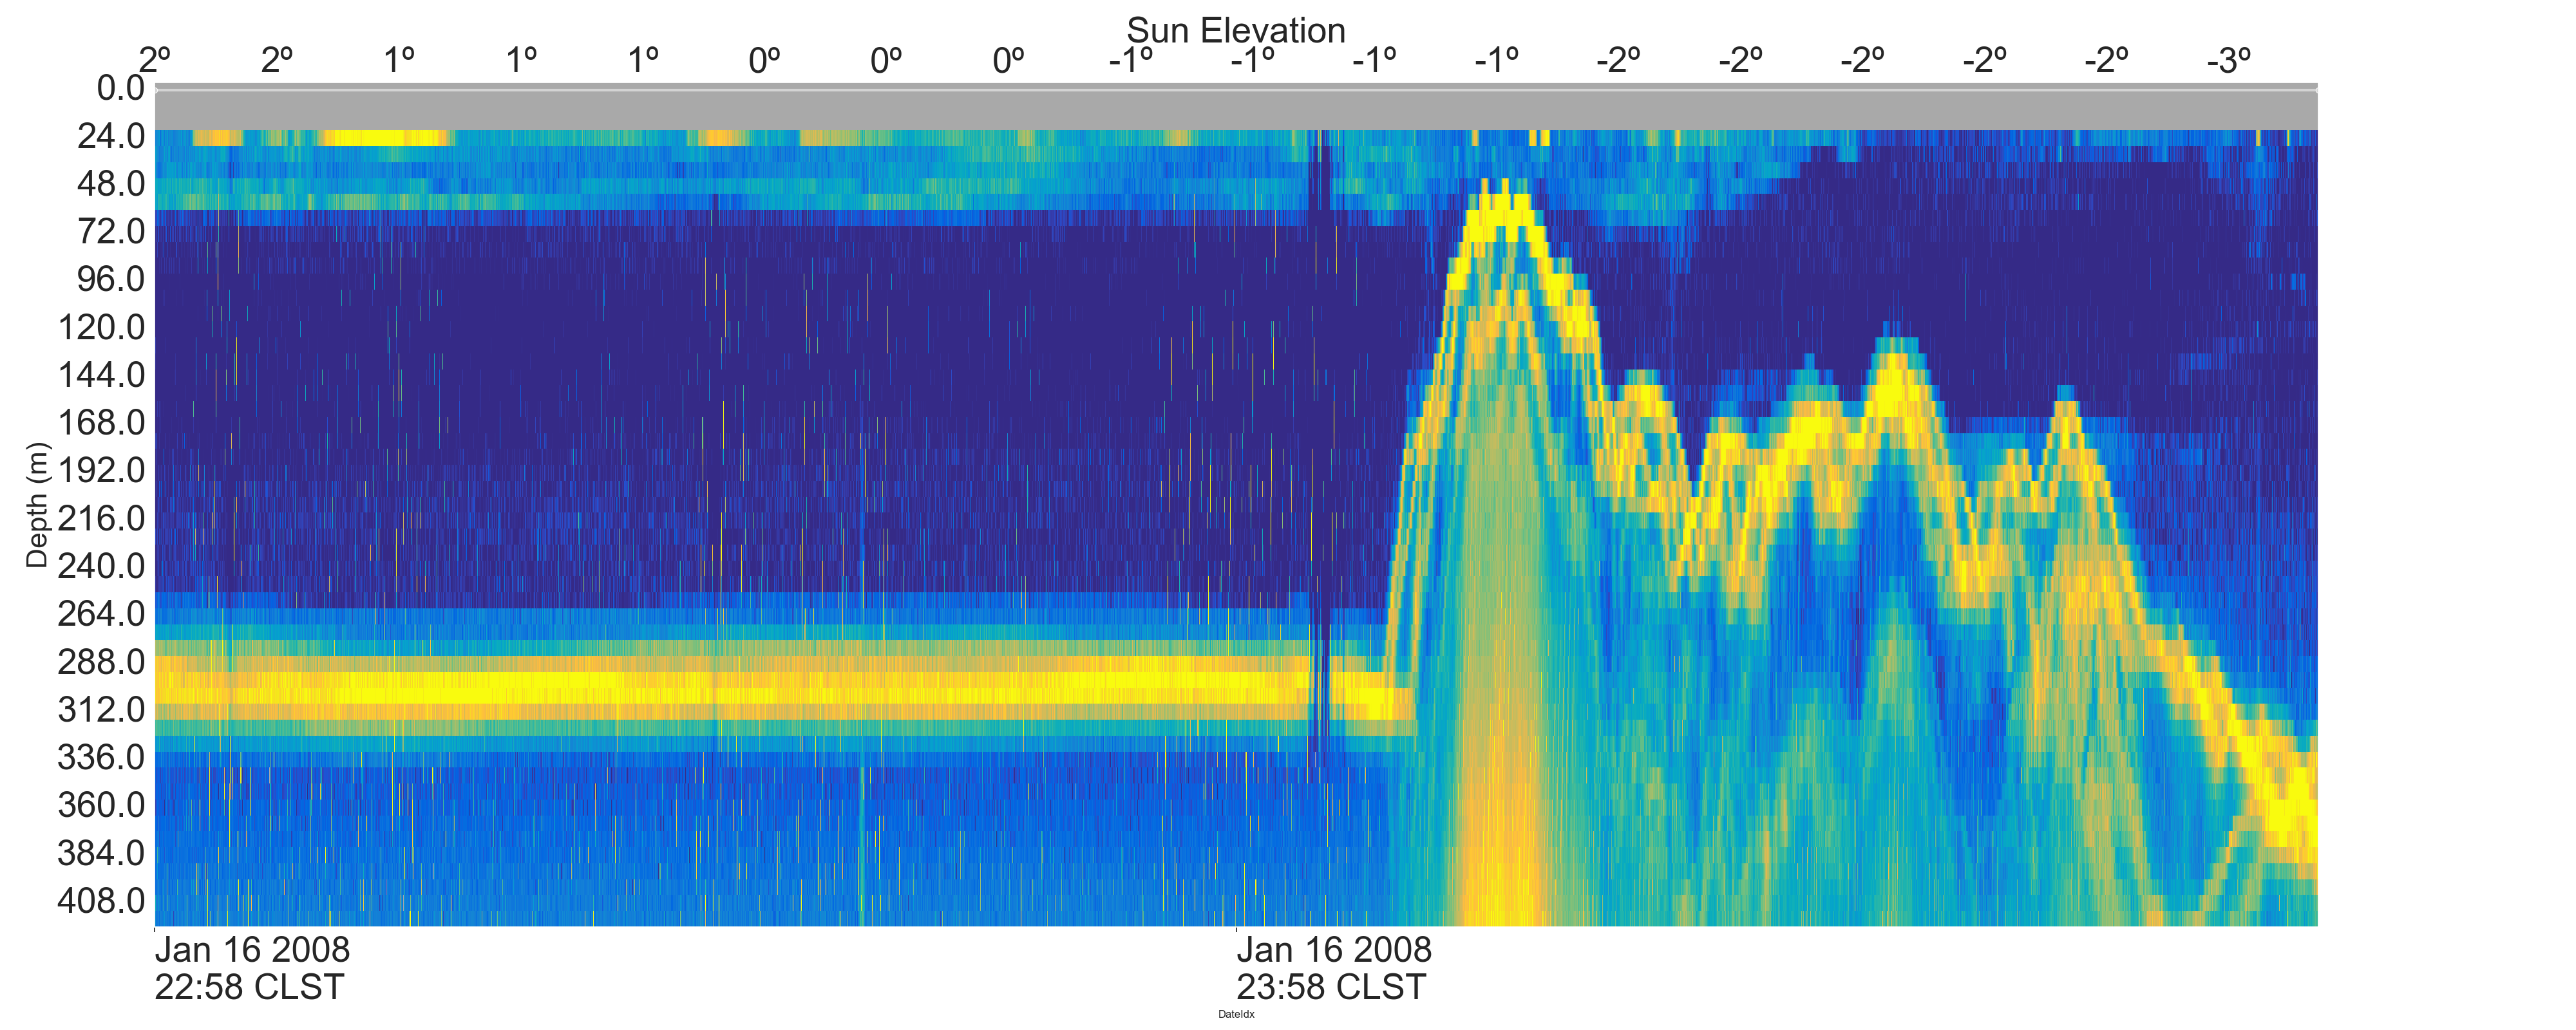 Sun Elevation
2º 2º 1º 1º 1º 0º 0º 0º -1º -1º -1º -1º -2º -2º -2º -2º -2º -3º
0.0
24.0
48.0
72.0
96.0
120.0
144.0
168.0
192.0
216.0
240.0
264.0
288.0
312.0
336.0
360.0
384.0
408.0
Depth (m)
Jan 16 2008
22:58 CLST
Jan 16 2008
23:58 CLST
DateIdx